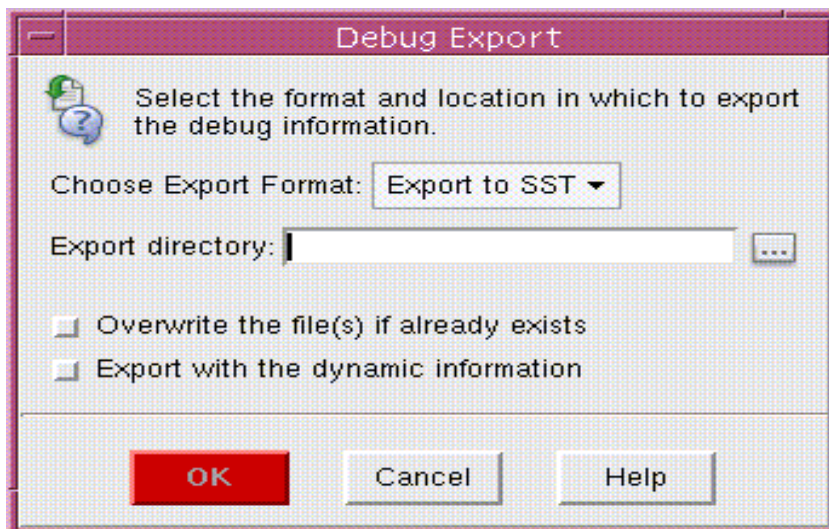 Debug Export
Select the format and location in which to export
the debug information.
Choose Export Format: Export to SST
Export directory: ...
Overwrite the file(s) if already exists
Export with the dynamic information
OK Cancel Help